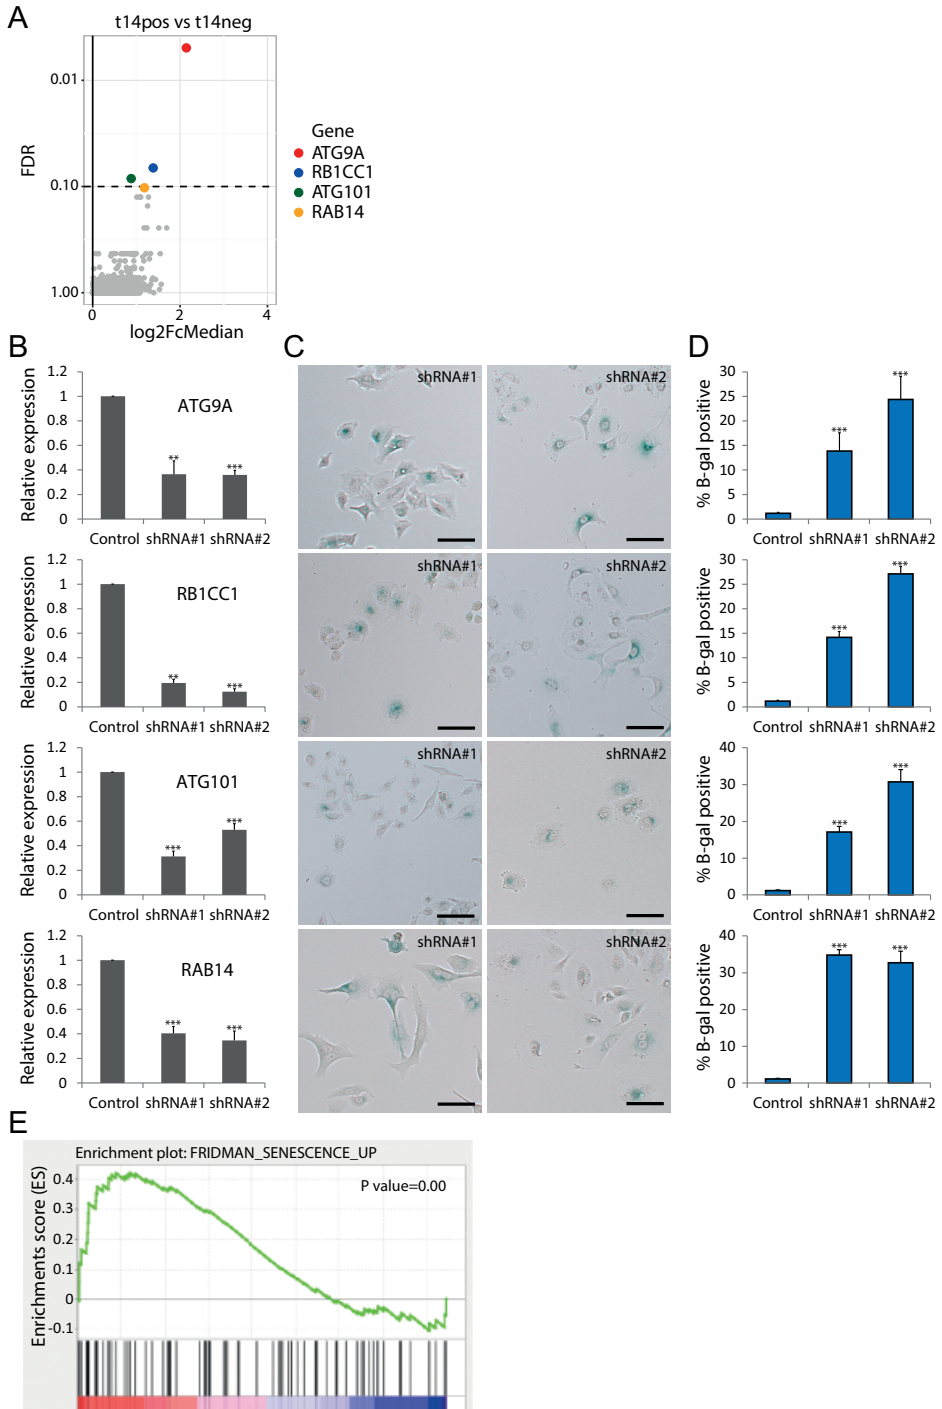 A
t14pos vs t14neg
FDR
0.01
0.10
1.00
0 2 4
log2FcMedian
Gene
ATG9A
RB1CC1
ATG101
RAB14
B
Relative expression
1.2
1
0.8
0.6
0.4
0.2
0
ATG9A
**
***
Control shRNA#1 shRNA#2
Relative expression
1.2
1
0.8
0.6
0.4
0.2
0
RB1CC1
**
***
Control shRNA#1 shRNA#2
Relative expression
1.2
1
0.8
0.6
0.4
0.2
0
ATG101
***
***
Control shRNA#1 shRNA#2
Relative expression
1.2
1
0.8
0.6
0.4
0.2
0
RAB14
***
***
Control shRNA#1 shRNA#2
C
shRNA#1 shRNA#2
shRNA#1 shRNA#2
shRNA#1 shRNA#2
shRNA#1 shRNA#2
D
% B-gal positive
30
25
20
15
10
5
0
***
***
Control shRNA#1 shRNA#2
% B-gal positive
30
25
20
15
10
5
0
***
***
Control shRNA#1 shRNA#2
% B-gal positive
40
30
20
10
0
***
***
Control shRNA#1 shRNA#2
% B-gal positive
40
30
20
10
0
***
***
Control shRNA#1 shRNA#2
E
Enrichment plot: FRIDMAN_SENESCENCE_UP
Enrichments score (ES)
P value=0.00
0.4
0.3
0.2
0.1
0
-0.1